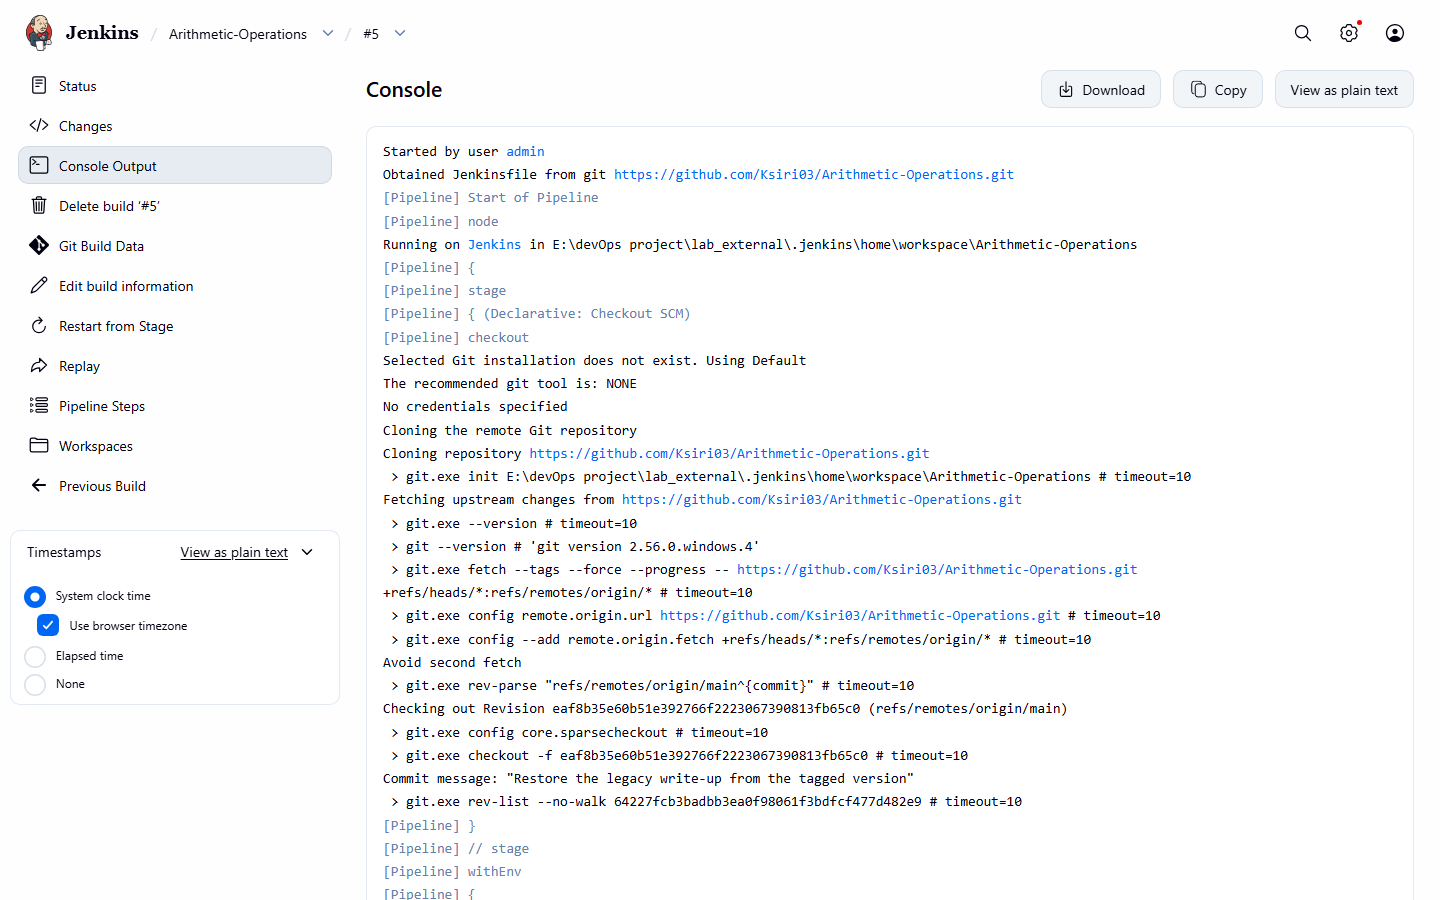 Jenkins / Arithmetic-Operations / #5
Status
Changes
Console Output
Delete build ‘#5’
Git Build Data
Edit build information
Restart from Stage
Replay
Pipeline Steps
Workspaces
Previous Build
Timestamps View as plain text
System clock time
Use browser timezone
Elapsed time
None
Console
Download
Copy
View as plain text
Started by user admin
Obtained Jenkinsfile from git https://github.com/Ksiri03/Arithmetic-Operations.git
[Pipeline] Start of Pipeline
[Pipeline] node
Running on Jenkins in E:\devOps project\lab_external\.jenkins\home\workspace\Arithmetic-Operations
[Pipeline] {
[Pipeline] stage
[Pipeline] { (Declarative: Checkout SCM)
[Pipeline] checkout
Selected Git installation does not exist. Using Default
The recommended git tool is: NONE
No credentials specified
Cloning the remote Git repository
Cloning repository https://github.com/Ksiri03/Arithmetic-Operations.git
> git.exe init E:\devOps project\lab_external\.jenkins\home\workspace\Arithmetic-Operations # timeout=10
Fetching upstream changes from https://github.com/Ksiri03/Arithmetic-Operations.git
> git.exe --version # timeout=10
> git --version # 'git version 2.56.0.windows.4'
> git.exe fetch --tags --force --progress -- https://github.com/Ksiri03/Arithmetic-Operations.git
+refs/heads/*:refs/remotes/origin/* # timeout=10
> git.exe config remote.origin.url https://github.com/Ksiri03/Arithmetic-Operations.git # timeout=10
> git.exe config --add remote.origin.fetch +refs/heads/*:refs/remotes/origin/* # timeout=10
Avoid second fetch
> git.exe rev-parse "refs/remotes/origin/main^{commit}" # timeout=10
Checking out Revision eaf8b35e60b51e392766f2223067390813fb65c0 (refs/remotes/origin/main)
> git.exe config core.sparsecheckout # timeout=10
> git.exe checkout -f eaf8b35e60b51e392766f2223067390813fb65c0 # timeout=10
Commit message: "Restore the legacy write-up from the tagged version"
> git.exe rev-list --no-walk 64227fcb3badbb3ea0f98061f3bdfcf477d482e9 # timeout=10
[Pipeline] }
[Pipeline] // stage
[Pipeline] withEnv
[Pipeline] {